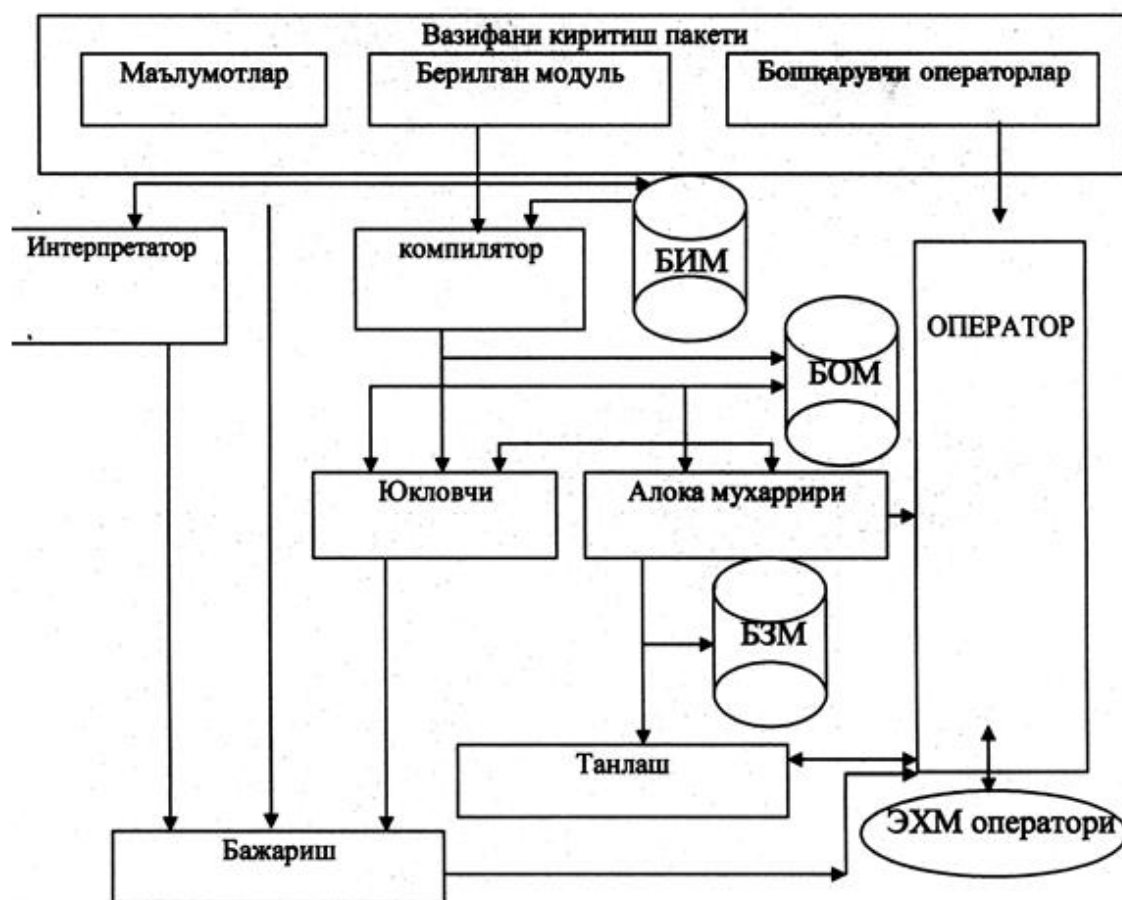 Вазифани киритиш пакети
Маълумотлар
Берилган модуль
Бошқарувчи операторлар
Интерпретатор
компилятор
БИМ
ОПЕРАТОР
БОМ
Юкловчи
Алока мухаррири
БЗМ
Танлаш
ЭХМ оператори
Бажариш